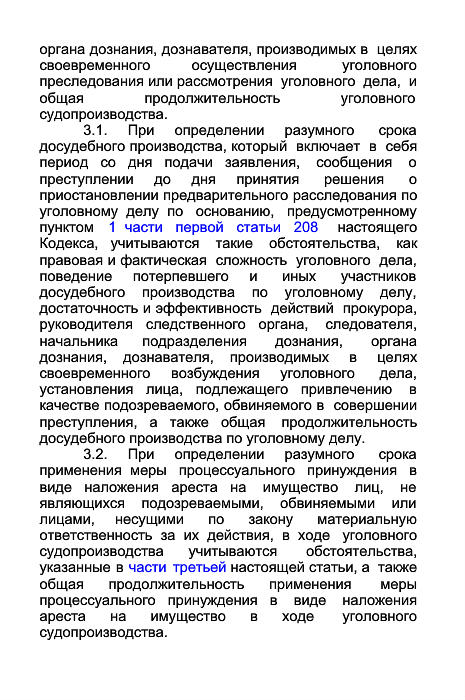 органа дознания, дознавателя, производимых в целях
своевременного осуществления уголовного
преследования или рассмотрения уголовного дела, и
общая продолжительность уголовного
судопроизводства.
3.1. При определении разумного срока
досудебного производства, который включает в себя
период со дня подачи заявления, сообщения о
преступлении до дня принятия решения о
приостановлении предварительного расследования по
уголовному делу по основанию, предусмотренному
пунктом 1 части первой статьи 208 настоящего
Кодекса, учитываются такие обстоятельства, как
правовая и фактическая сложность уголовного дела,
поведение потерпевшего и иных участников
досудебного производства по уголовному делу,
достаточность и эффективность действий прокурора,
руководителя следственного органа, следователя,
начальника подразделения дознания, органа
дознания, дознавателя, производимых в целях
своевременного возбуждения уголовного дела,
установления лица, подлежащего привлечению в
качестве подозреваемого, обвиняемого в совершении
преступления, а также общая продолжительность
досудебного производства по уголовному делу.
3.2. При определении разумного срока
применения меры процессуального принуждения в
виде наложения ареста на имущество лиц, не
являющихся подозреваемыми, обвиняемыми или
лицами, несущими по закону материальную
ответственность за их действия, в ходе уголовного
судопроизводства учитываются обстоятельства,
указанные в части третьей настоящей статьи, а также
общая продолжительность применения меры
процессуального принуждения в виде наложения
ареста на имущество в ходе уголовного
судопроизводства.